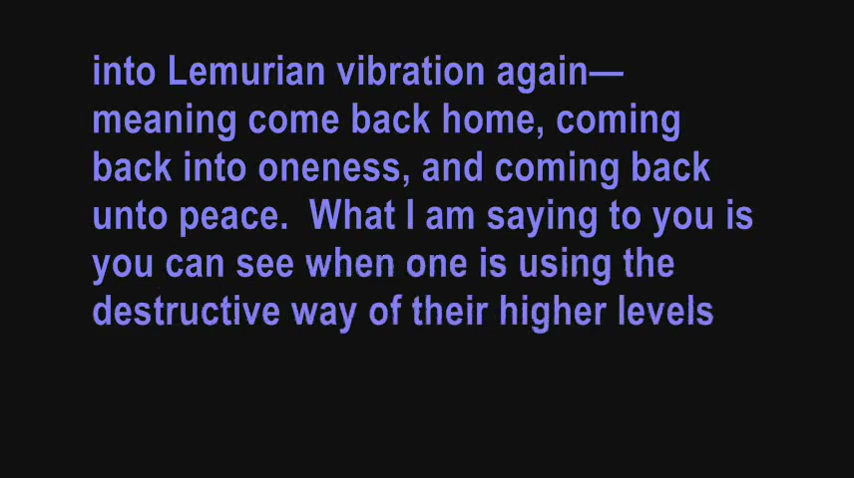 into Lemurian vibration again—
meaning come back home, coming
back into oneness, and coming back
unto peace.  What I am saying to you is
you can see when one is using the
destructive way of their higher levels